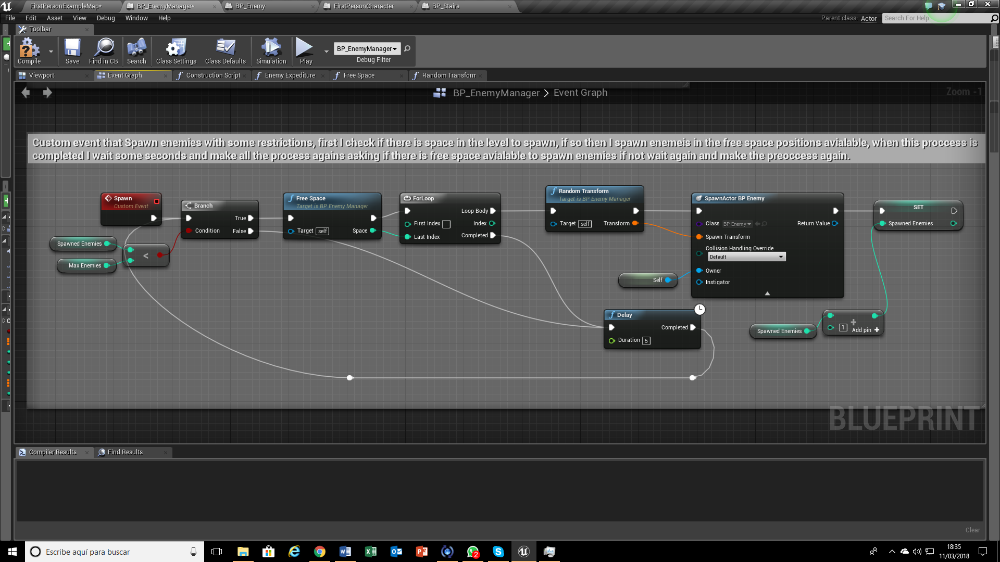 FirstPersonExampleMap*
BP_EnemyManager*
BP_Enemy
FirstPersonCharacter
BP_Stairs
File Edit Asset View Debug Window Help
Parent class: Actor
Search For Help
Toolbar
Compile
Save
Find in CB
Search
Class Settings
Class Defaults
Simulation
Play
BP_EnemyManager
Debug Filter
Viewport
Event Graph
Construction Script
Enemy Expediture
Free Space
Random Transform
BP_EnemyManager > Event Graph
Zoom -1
Custom event that Spawn enemies with some restrictions, first I check if there is space in the level to spawn, if so then I spawn enemeis in the free space positions avialable, when this proccess is
completed I wait some seconds and make all the process agains asking if there is free space avialable to spawn enemies if not wait again and make the preoccess again.
Spawn
Custom Event
Spawned Enemies
Max Enemies
<
Branch
True
Condition
False
Free Space
Target is BP Enemy Manager
Target self
Space
ForLoop
Loop Body
First Index
Index
Last Index
Completed
Random Transform
Target is BP Enemy Manager
Target self
Transform
SpawnActor BP Enemy
Class BP Enemy
Return Value
Spawn Transform
Collision Handling Override
Default
Owner
Instigator
Self
SET
Spawned Enemies
Delay
Completed
Duration 5
Spawned Enemies
1
Add pin +
BLUEPRINT
Compiler Results
Find Results
Clear
Escribe aquí para buscar
2
18:35
11/03/2018